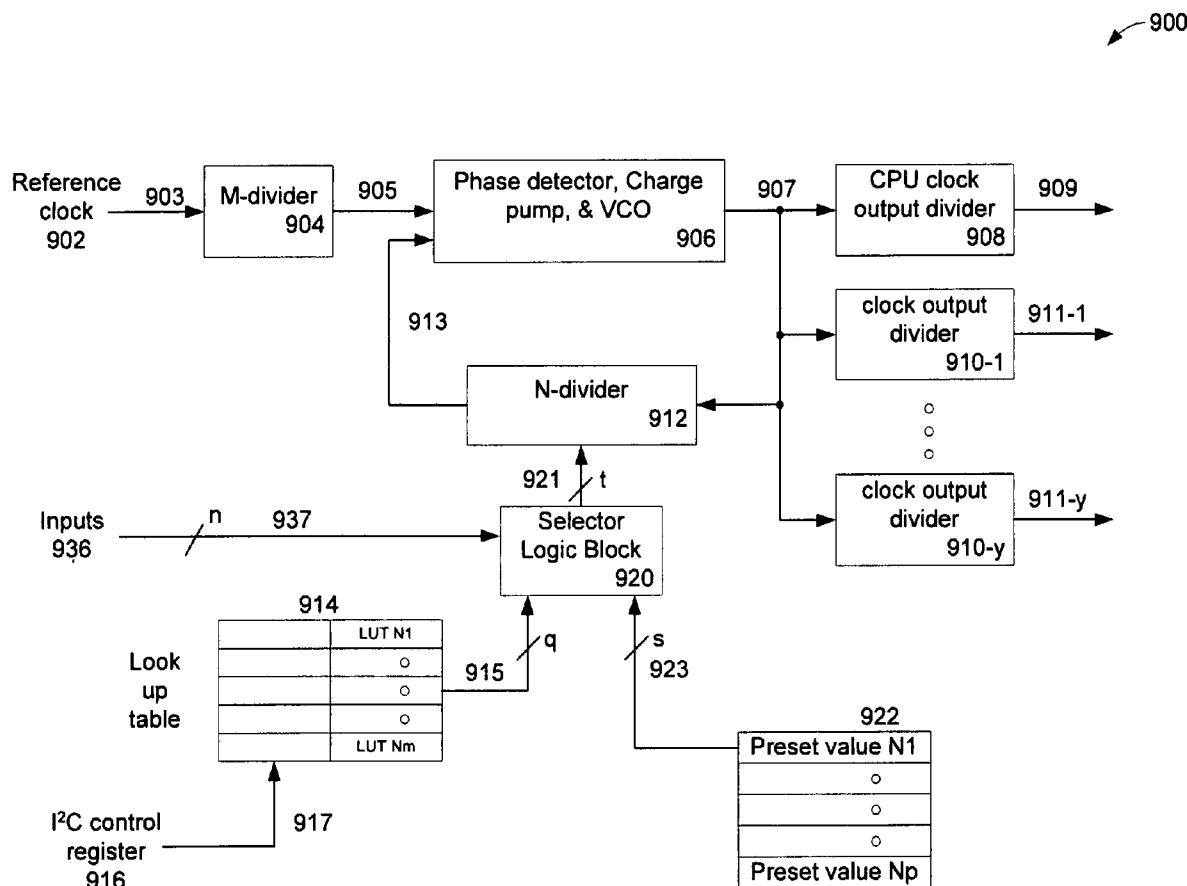 900
Reference
clock
902
903
M-divider
904
905
Phase detector, Charge
pump, & VCO
906
907
CPU clock
output divider
908
909
clock output
divider
910-1
911-1
913
N-divider
912
921
t
clock output
divider
910-y
911-y
Inputs
936
n
937
Selector
Logic Block
920
914
LUT N1
LUT Nm
Look
up
table
915
q
s
923
922
Preset value N1
Preset value Np
I²C control
register
916
917